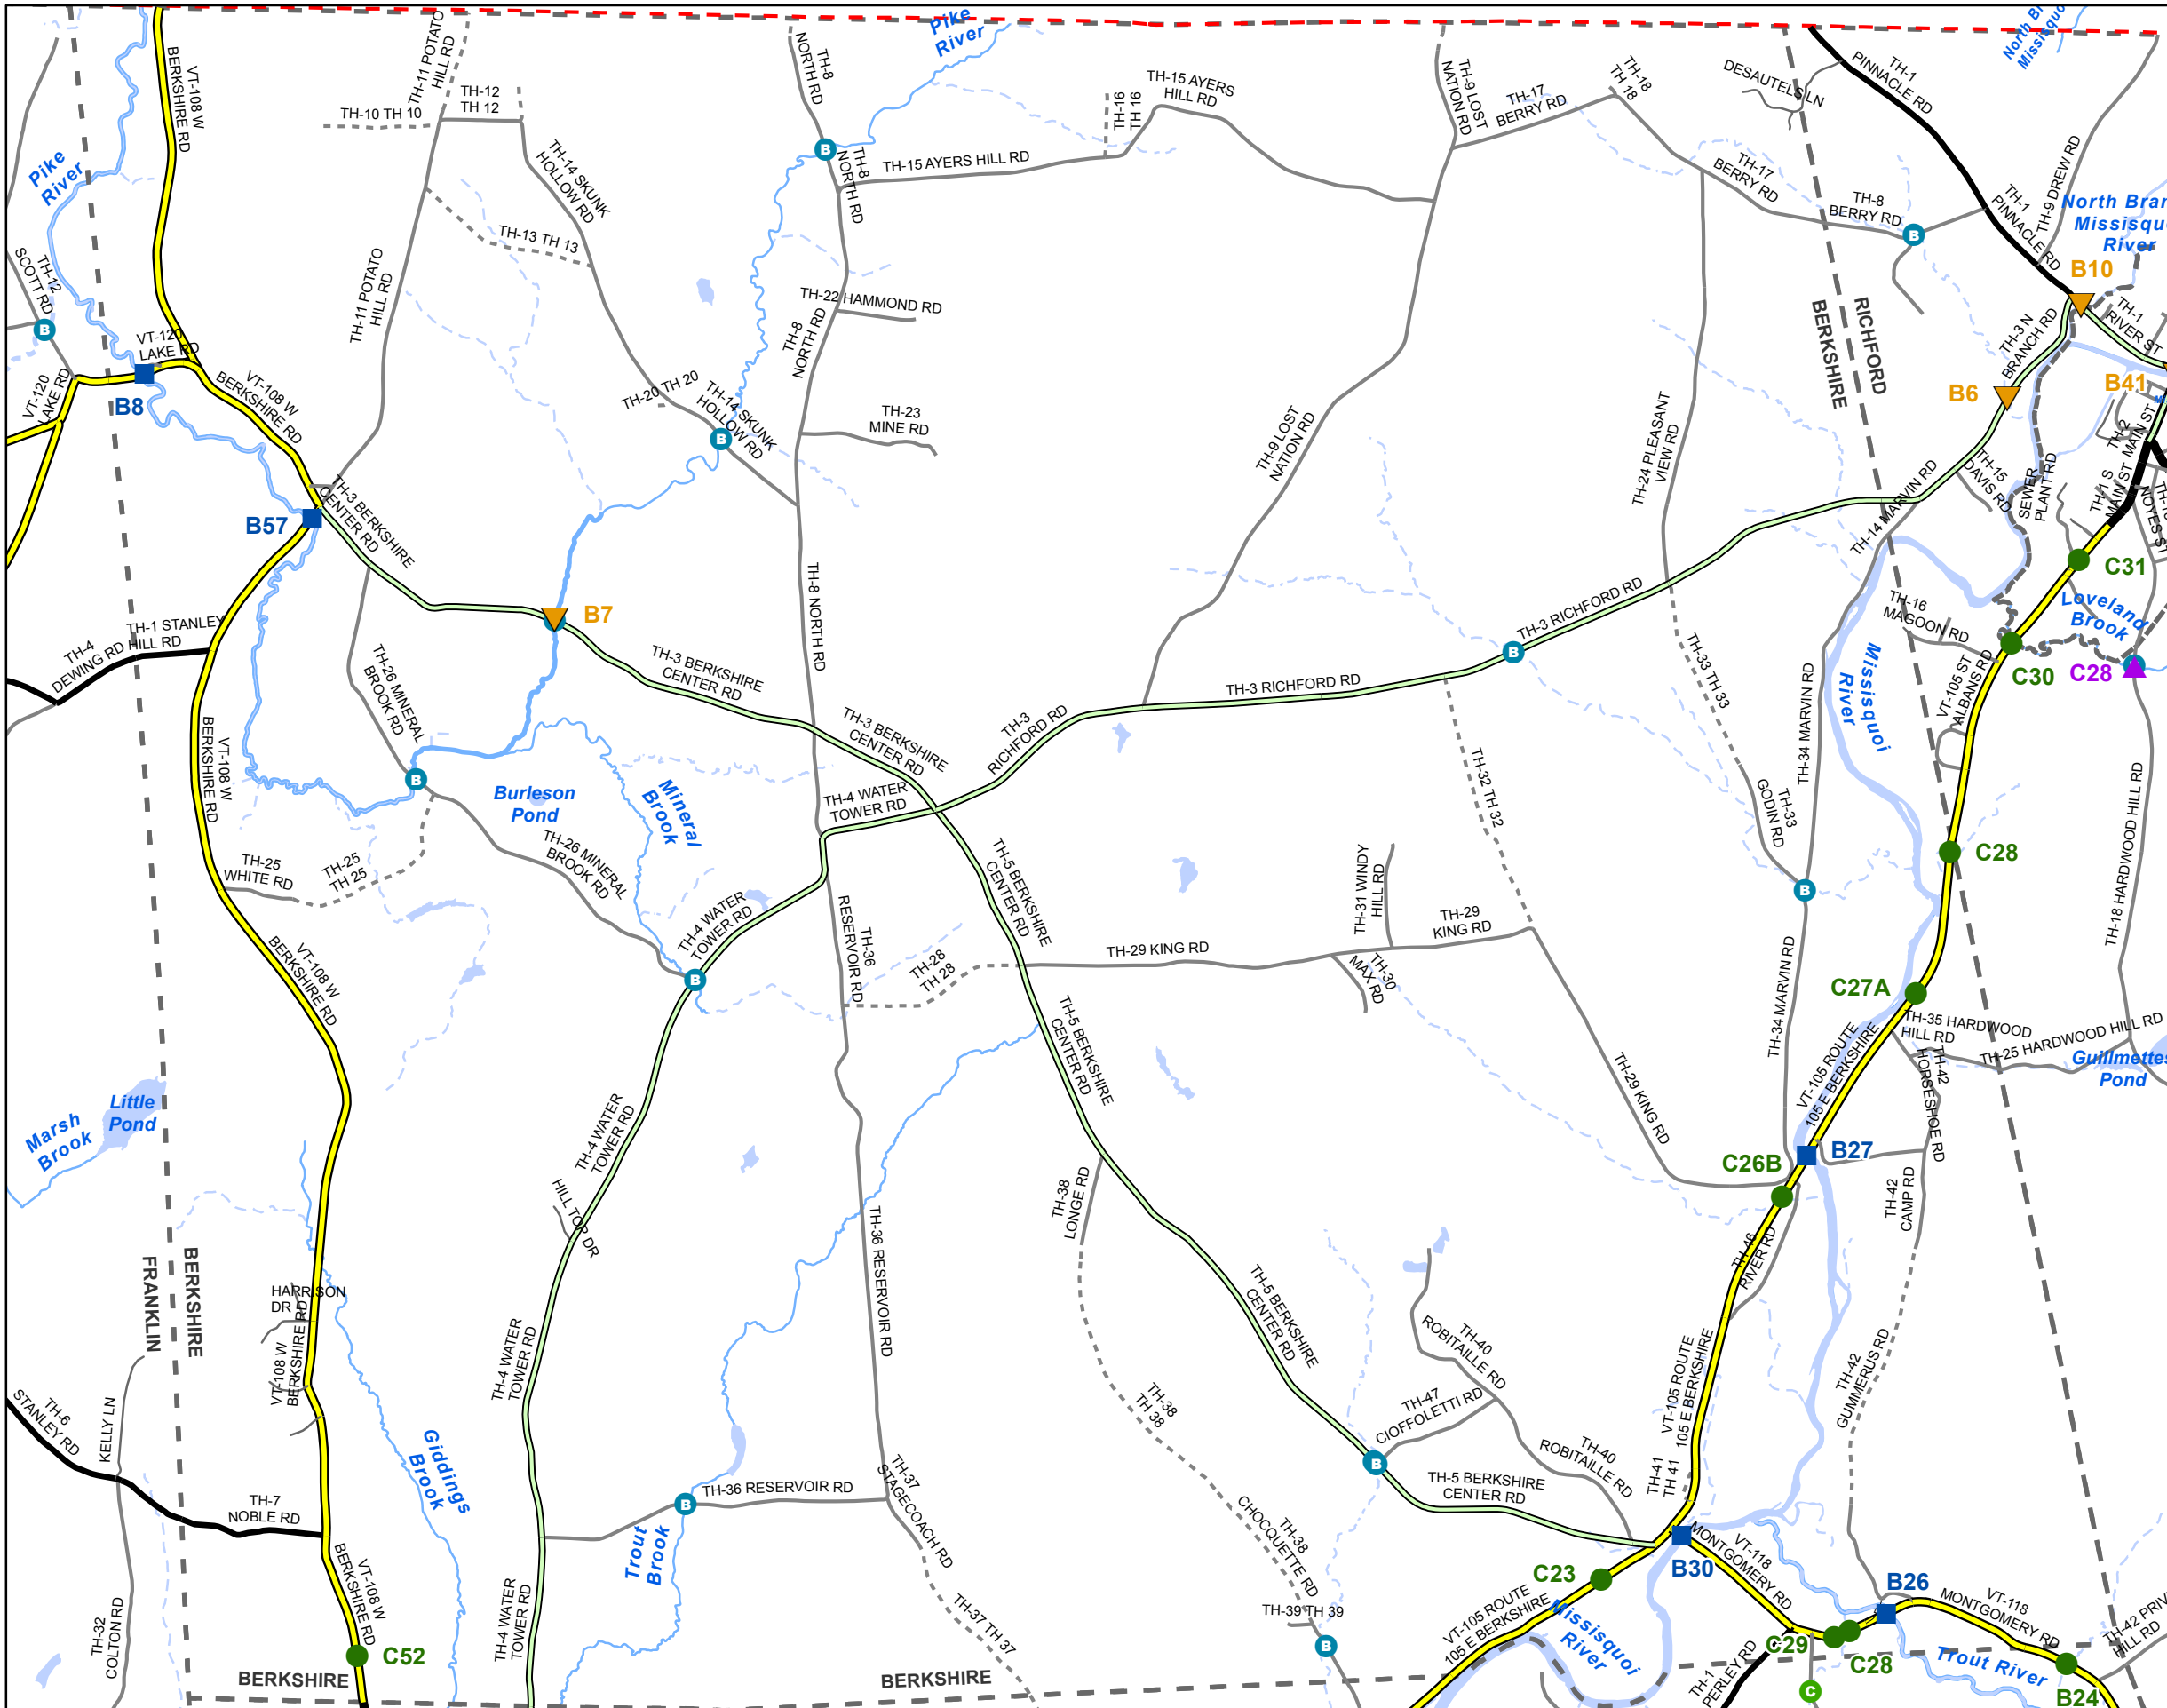 VT-108 W
BERKSHIRE RD
TH-11 POTATO
HILL RD
TH-10 TH 10
TH-12
TH 12
TH-14 SKUNK
HOLLOW RD
TH-13 TH 13
TH-8
NORTH RD
Pike
River
B
TH-8
NORTH RD
TH-15 AYERS HILL RD
TH-16
TH 16
TH-15 AYERS
HILL RD
TH-9 LOST
NATION RD
TH-17
BERRY RD
TH-18
TH 18
DESAUTELS LN
TH-1
PINNACLE RD
TH-17
BERRY RD
TH-8
BERRY RD
B
TH-1
PINNACLE RD
TH-9 DREW RD
Pike
River
TH-12
SCOTT RD
B
VT-120
LAKE RD
VT-120
LAKE RD
B8
VT-108 W
BERKSHIRE RD
TH-11 POTATO
HILL RD
TH-22 HAMMOND RD
TH-8
NORTH RD
TH-20 TH 20
TH-14 SKUNK
HOLLOW RD
B
TH-23
MINE RD
TH-9 LOST
NATION RD
TH-24 PLEASANT
VIEW RD
BERKSHIRE
RICHFORD
B10
TH-1
RIVER ST
TH-3 N
BRANCH RD
B6
B41
TH-2
MAIN ST
TH-1 S
MAIN ST
TH-15
DAVIS RD
SEWER
PLANT RD
NOYES ST
TH-14 MARVIN RD
B57
TH-3 BERKSHIRE
CENTER RD
B7
TH-8 NORTH RD
TH-3 BERKSHIRE
CENTER RD
TH-1 STANLEY
HILL RD
TH-4
DEWING RD
TH-26 MINERAL
BROOK RD
VT-108 W
BERKSHIRE RD
B
Burleson
Pond
Mineral
Brook
TH-26 MINERAL
BROOK RD
TH-25
WHITE RD
TH-25
TH 25
TH-3 BERKSHIRE
CENTER RD
TH-4 WATER
TOWER RD
TH-3
RICHFORD RD
TH-3 RICHFORD RD
B
TH-3 RICHFORD RD
TH-33 TH 33
TH-34 MARVIN RD
Missisquoi
River
TH-16
MAGOON RD
VT-105 ST
ALBANS RD
C31
Loveland
Brook
C30
C28
TH-32 TH 32
TH-33
GODIN RD
B
C28
TH-18 HARDWOOD HILL RD
TH-5 BERKSHIRE
CENTER RD
TH-31 WINDY
HILL RD
TH-29
KING RD
TH-29 KING RD
TH-30
MAX RD
TH-28
TH 28
TH-36
RESERVOIR RD
TH-4 WATER
TOWER RD
B
VT-108 W
BERKSHIRE RD
TH-5 BERKSHIRE
CENTER RD
TH-34 MARVIN RD
C27A
TH-35 HARDWOOD
HILL RD
TH-25 HARDWOOD HILL RD
TH-42
HORSESHOE RD
VT-105 ROUTE
105 E BERKSHIRE
TH-29 KING RD
Little
Pond
Marsh
Brook
TH-4 WATER
TOWER RD
HILL TOP DR
TH-38
LONGE RD
C26B
B27
TH-42
CAMP RD
TH-46
RIVER RD
FRANKLIN
BERKSHIRE
HARRISON
DR
VT-108 W
BERKSHIRE RD
TH-36 RESERVOIR RD
TH-5 BERKSHIRE
CENTER RD
TH-40
ROBITAILLE RD
TH-47
CIOFFOLETTI RD
VT-105 ROUTE
105 E BERKSHIRE
TH-42
GUMMERUS RD
TH-4 WATER
TOWER RD
TH-6
STANLEY RD
KELLY LN
TH-7
NOBLE RD
Giddings
Brook
TH-36 RESERVOIR RD
B
TH-37
STAGECOACH RD
TH-38
TH 38
B
TH-5 BERKSHIRE
CENTER RD
TH-40
ROBITAILLE RD
TH-41
TH 41
TH-38
CHOCQUETTE RD
Trout
Brook
TH-4 WATER
TOWER RD
VT-108 W
BERKSHIRE RD
TH-32
COLTON RD
C52
TH-37 TH 37
TH-39 TH 39
B
C23
B30
VT-118
MONTGOMERY RD
VT-105 ROUTE
105 E BERKSHIRE
Missisquoi
River
B26
VT-118
MONTGOMERY RD
C29
C28
Trout River
TH-1
PERLEY RD
C
B24
BERKSHIRE
BERKSHIRE